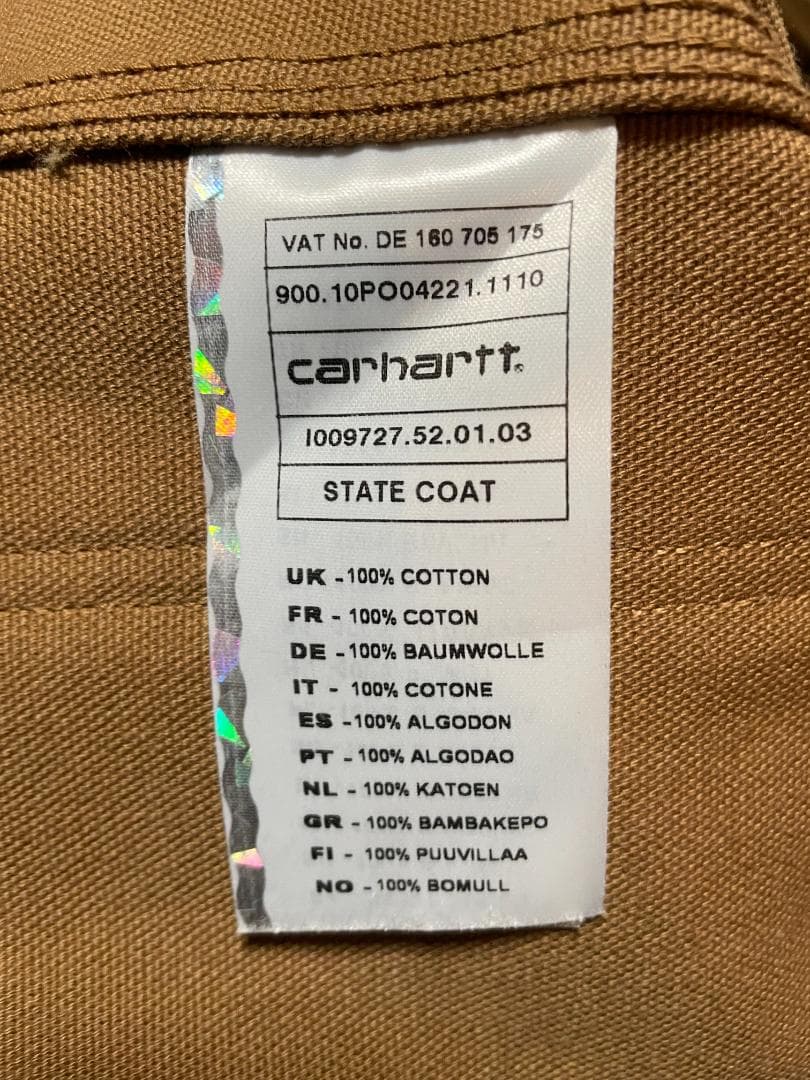 VAT No. DE 160 705 175
900.10PO04221.1110
carhartt®
I009727.52.01.03
STATE COAT
UK -100% COTTON
FR - 100% COTON
DE -100% BAUMWOLLE
IT - 100% COTONE
ES -100% ALGODON
PT -100% ALGODAO
NL - 100% KATOEN
GR -100% BAMBAKEPO
FI - 100% PUUVILLAA
NO -100% BOMULL